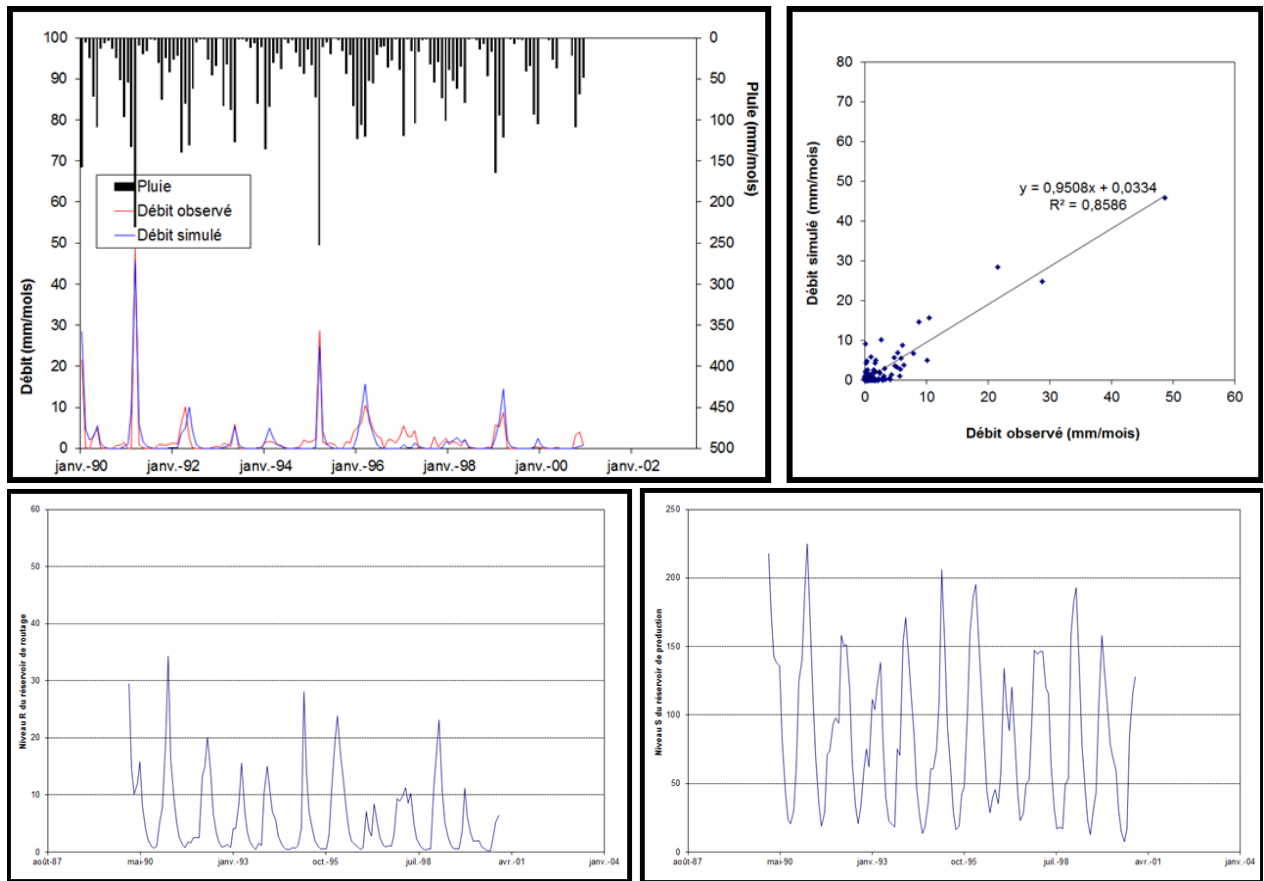 100
90
80
70
60
50
40
30
20
10
0
Débit (mm/mois)
0
50
100
150
200
250
300
350
400
450
500
Pluie (mm/mois)
Pluie
Débit observé
Débit simulé
janv.-90
janv.-92
janv.-94
janv.-96
janv.-98
janv.-00
janv.-02
80
70
60
50
40
30
20
10
0
Débit simulé (mm/mois)
y = 0,9508x + 0,0334
R² = 0,8586
0
10
20
30
40
50
60
Débit observé (mm/mois)
60
50
40
30
20
10
0
Niveau R du réservoir de routage
août-87
mai-90
janv.-93
oct.-95
juil.-98
avr.-01
janv.-04
250
200
150
100
50
0
Niveau S du réservoir de production
août-87
mai-90
janv.-93
oct.-95
juil.-98
avr.-01
janv.-04